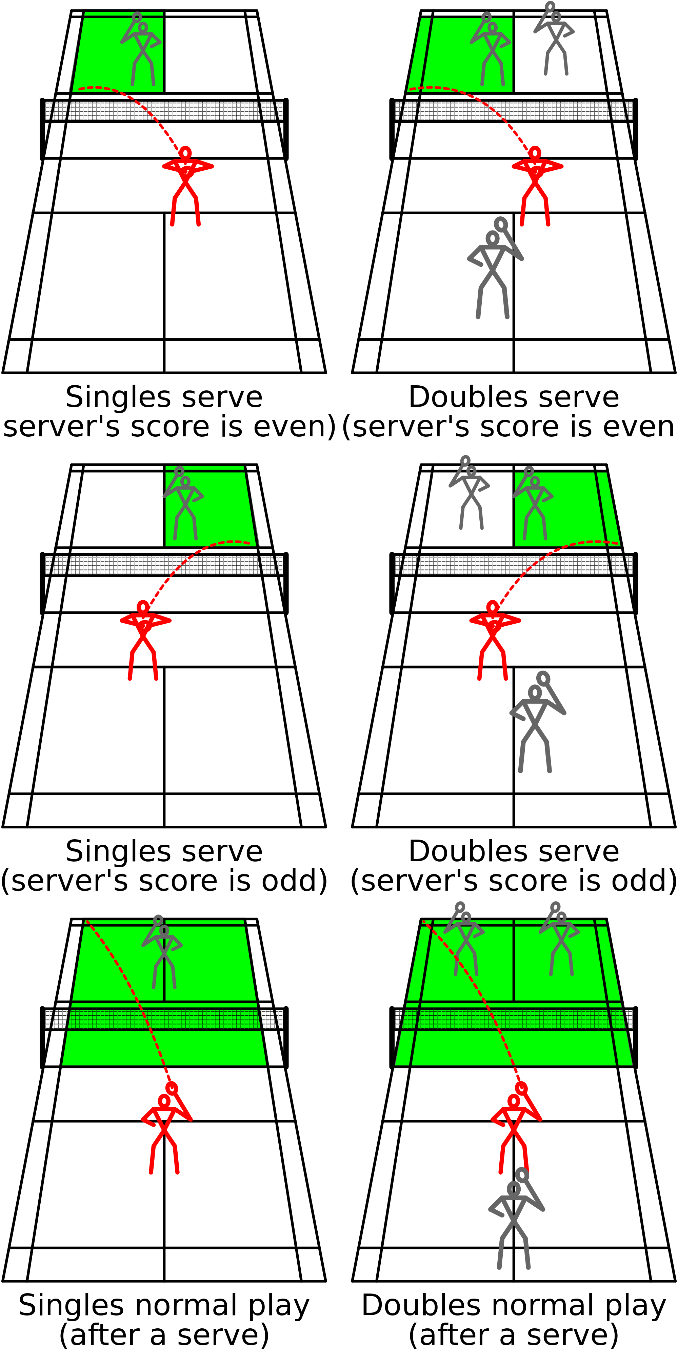 Singles serve
server's score is even)
Doubles serve
(server's score is even
Singles serve
(server's score is odd)
Doubles serve
(server's score is odd)
Singles normal play
(after a serve)
Doubles normal play
(after a serve)